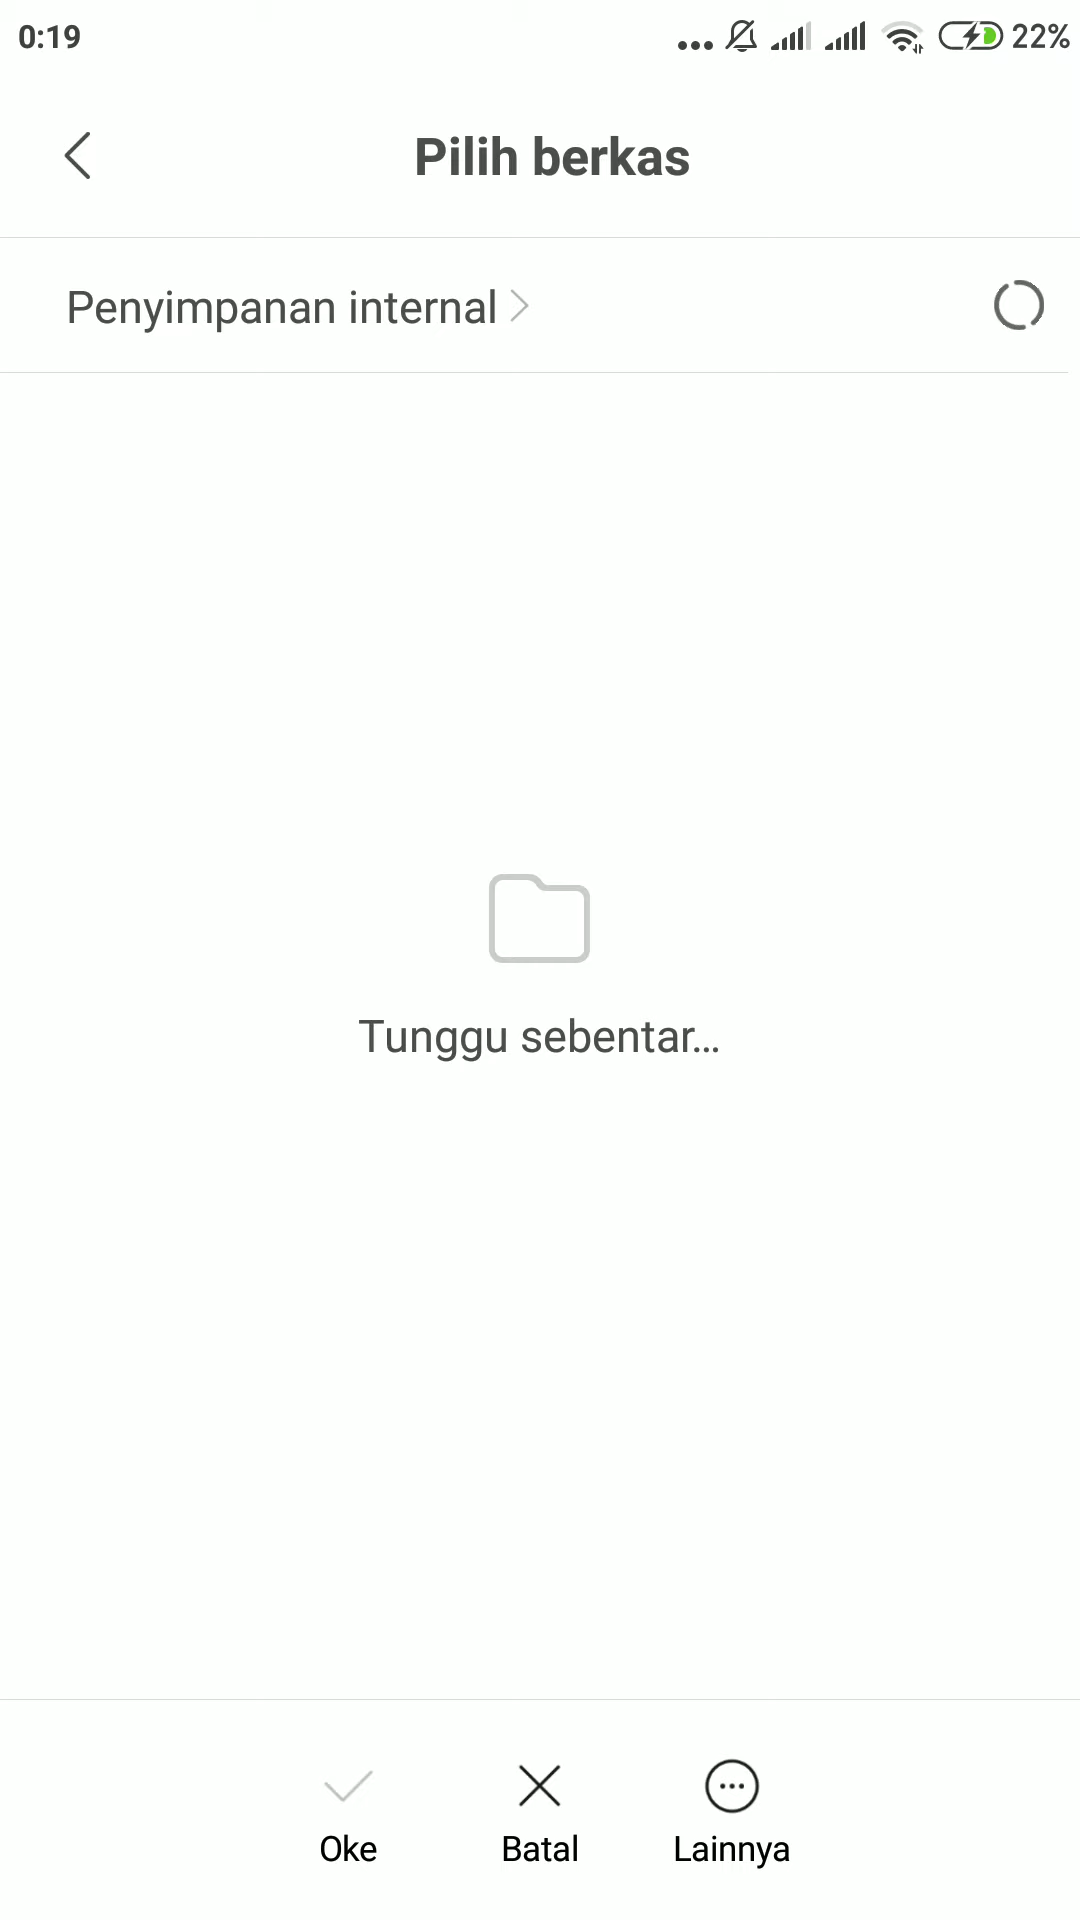 0:19
22%
Pilih berkas
Penyimpanan internal
Tunggu sebentar...
Oke
Batal
Lainnya